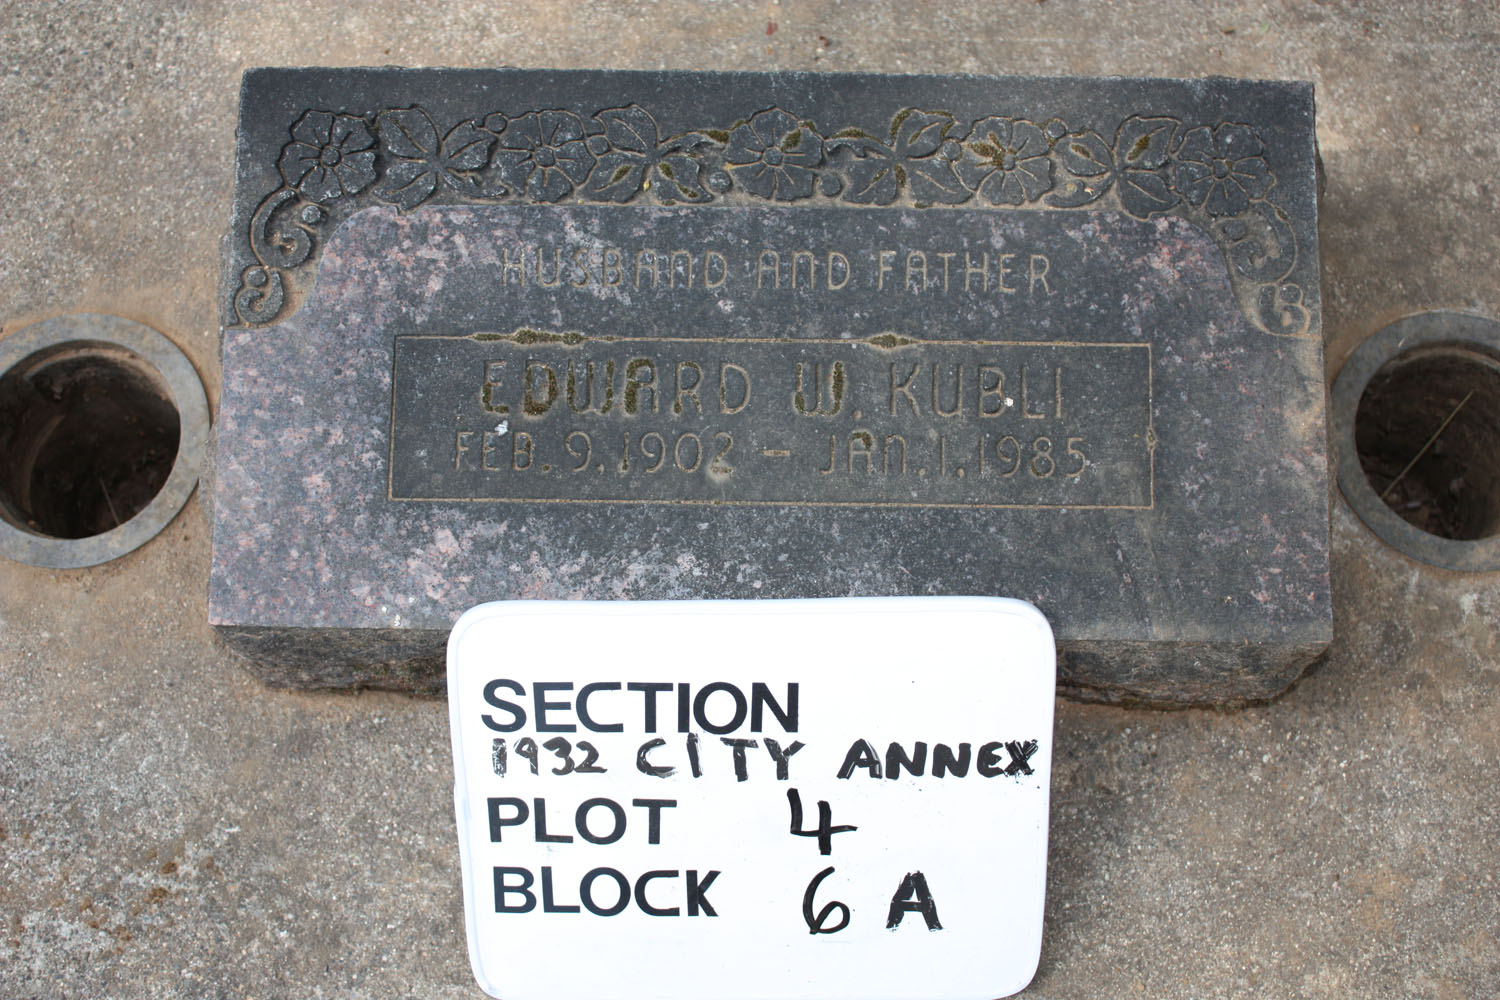 HUSBAND AND FATHER
EDWARD W. KUBLI
FEB. 9. 1902 – JAN. 1. 1985
SECTION
1932 CITY ANNEX
PLOT 4
BLOCK 6 A